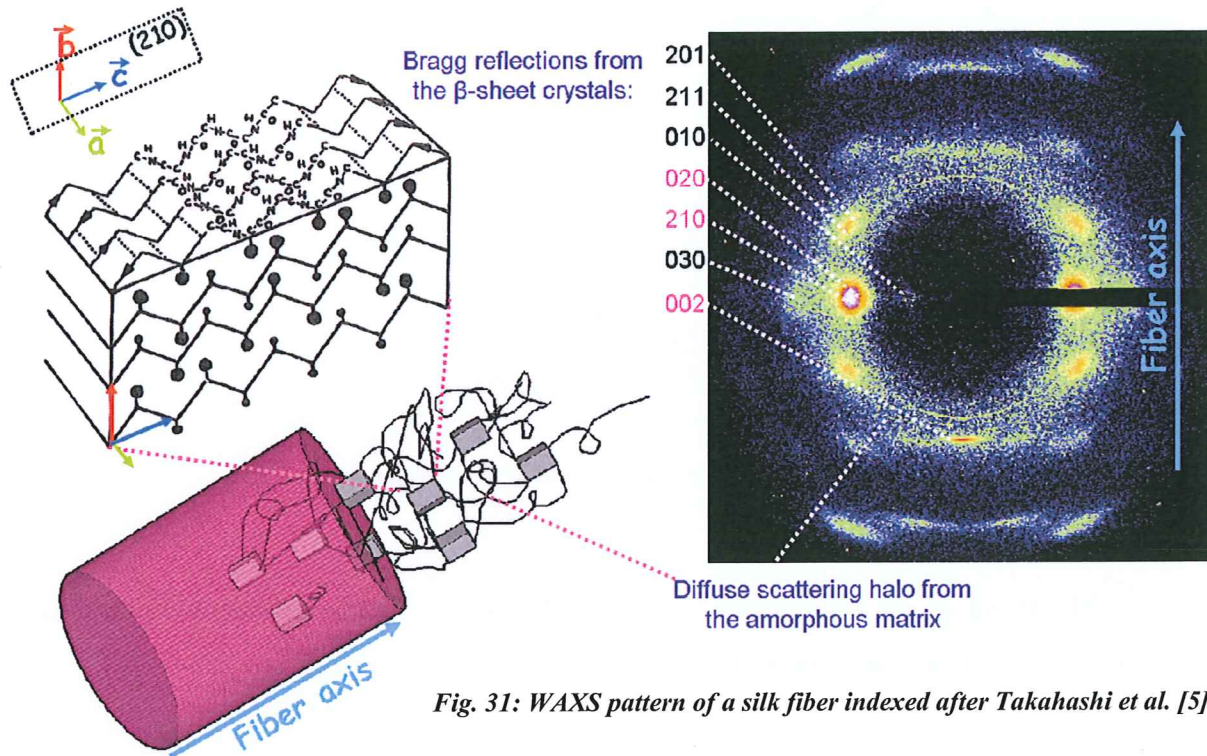 b
(210)
c
a
Bragg reflections from
the β-sheet crystals:
201
211
010
020
210
030
002
Fiber axis
Diffuse scattering halo from
the amorphous matrix
Fiber axis
Fig. 31: WAXS pattern of a silk fiber indexed after Takahashi et al. [5]